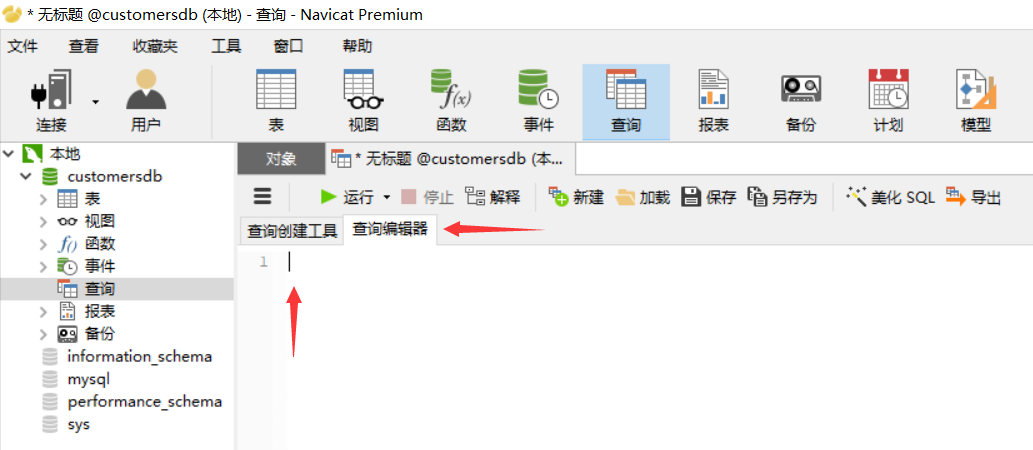 * 无标题 @customersdb (本地) - 查询 - Navicat Premium
文件 查看 收藏夹 工具 窗口 帮助
f(x)
连接 用户 表 视图 函数 事件 查询 报表 备份 计划 模型
本地
customersdb
表
视图
f() 函数
事件
查询
报表
备份
information_schema
mysql
performance_schema
sys
对象 * 无标题 @customersdb (本...
运行 停止 解释 新建 加载 保存 另存为 美化 SQL 导出
查询创建工具 查询编辑器
1